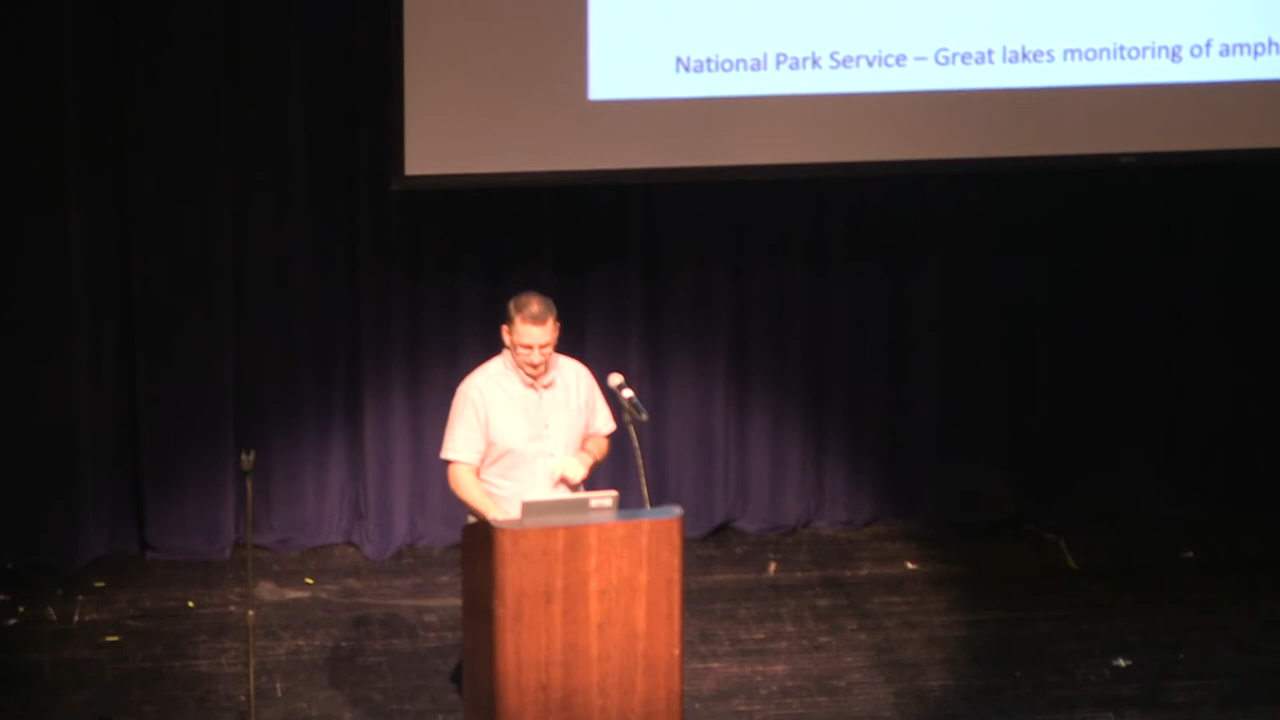 National Park Service – Great lakes monitoring of amph